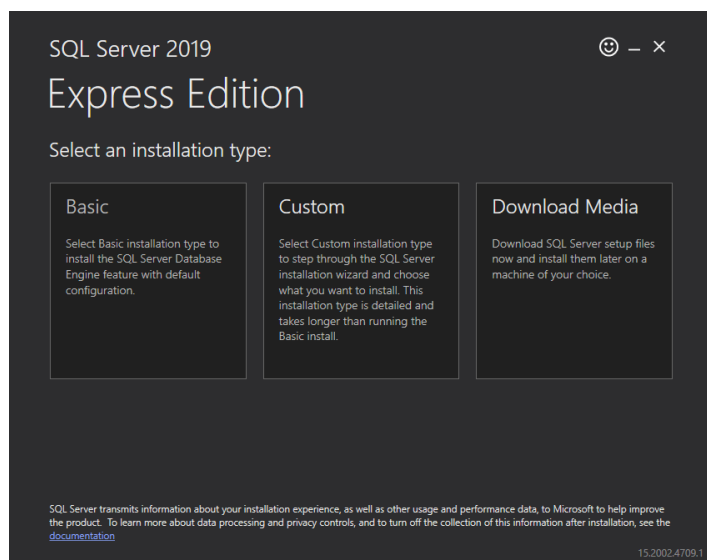 SQL Server 2019
Express Edition
Select an installation type:
Basic
Select Basic installation type to
install the SQL Server Database
Engine feature with default
configuration.
Custom
Select Custom installation type
to step through the SQL Server
installation wizard and choose
what you want to install. This
installation type is detailed and
takes longer than running the
Basic install.
Download Media
Download SQL Server setup files
now and install them later on a
machine of your choice.
SQL Server transmits information about your installation experience, as well as other usage and performance data, to Microsoft to help improve
the product. To learn more about data processing and privacy controls, and to turn off the collection of this information after installation, see the
documentation
15.2002.4709.1